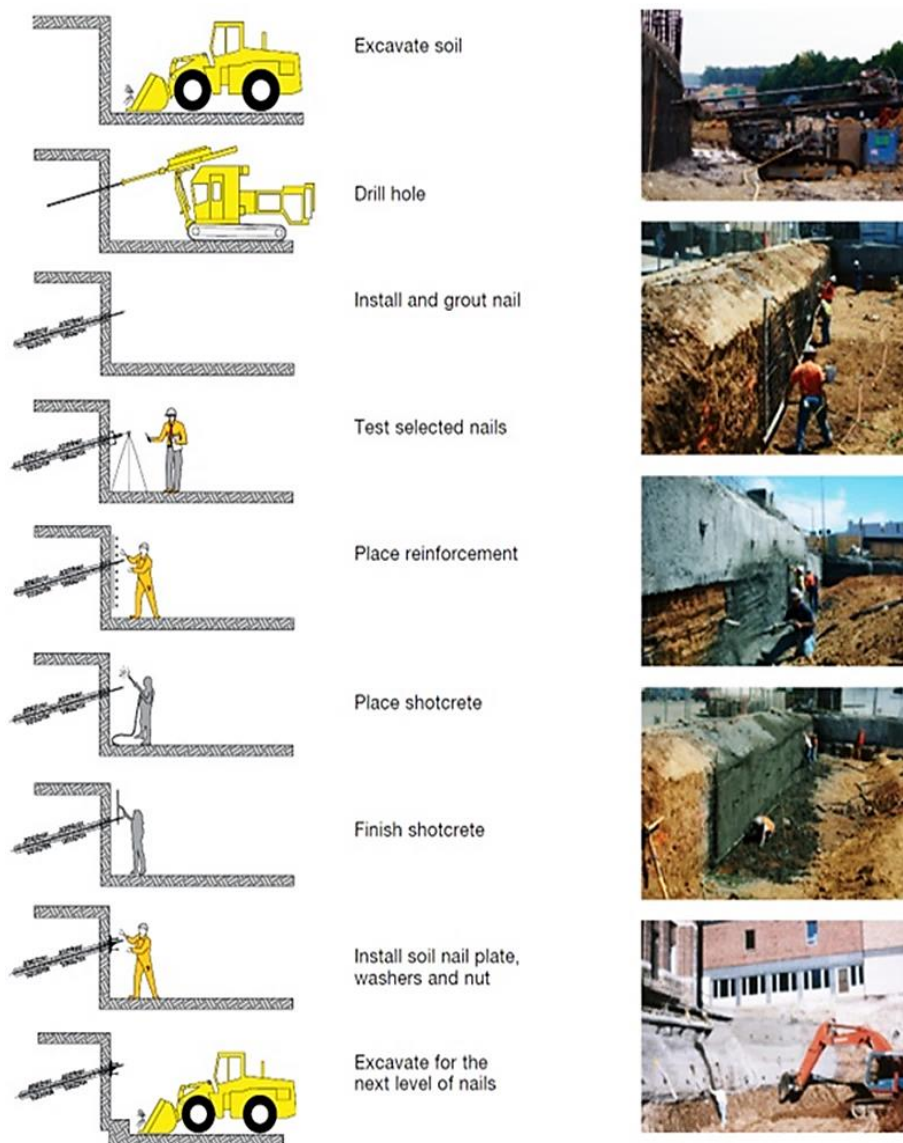 Excavate soil
Drill hole
Install and grout nail
Test selected nails
Place reinforcement
Place shotcrete
Finish shotcrete
Install soil nail plate,
washers and nut
Excavate for the
next level of nails